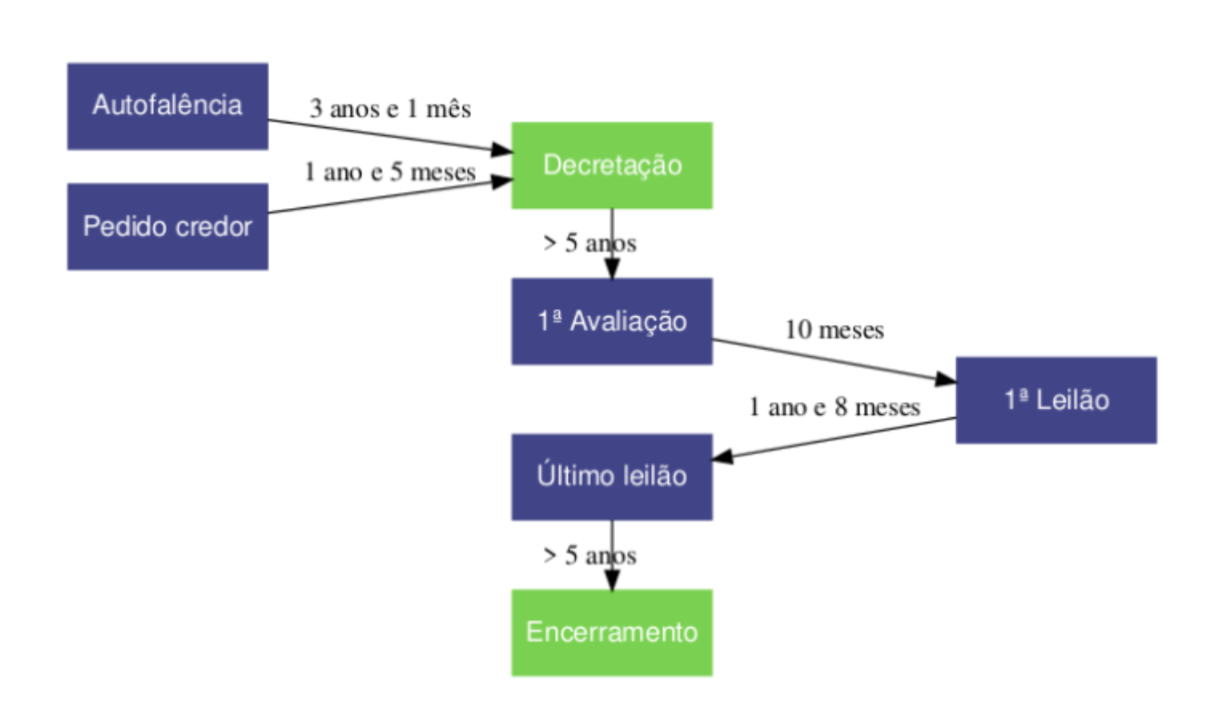 Autofalência
3 anos e 1 mês
Decretação
1 ano e 5 meses
Pedido credor
> 5 anos
1ª Avaliação
10 meses
1ª Leilão
1 ano e 8 meses
Último leilão
> 5 anos
Encerramento